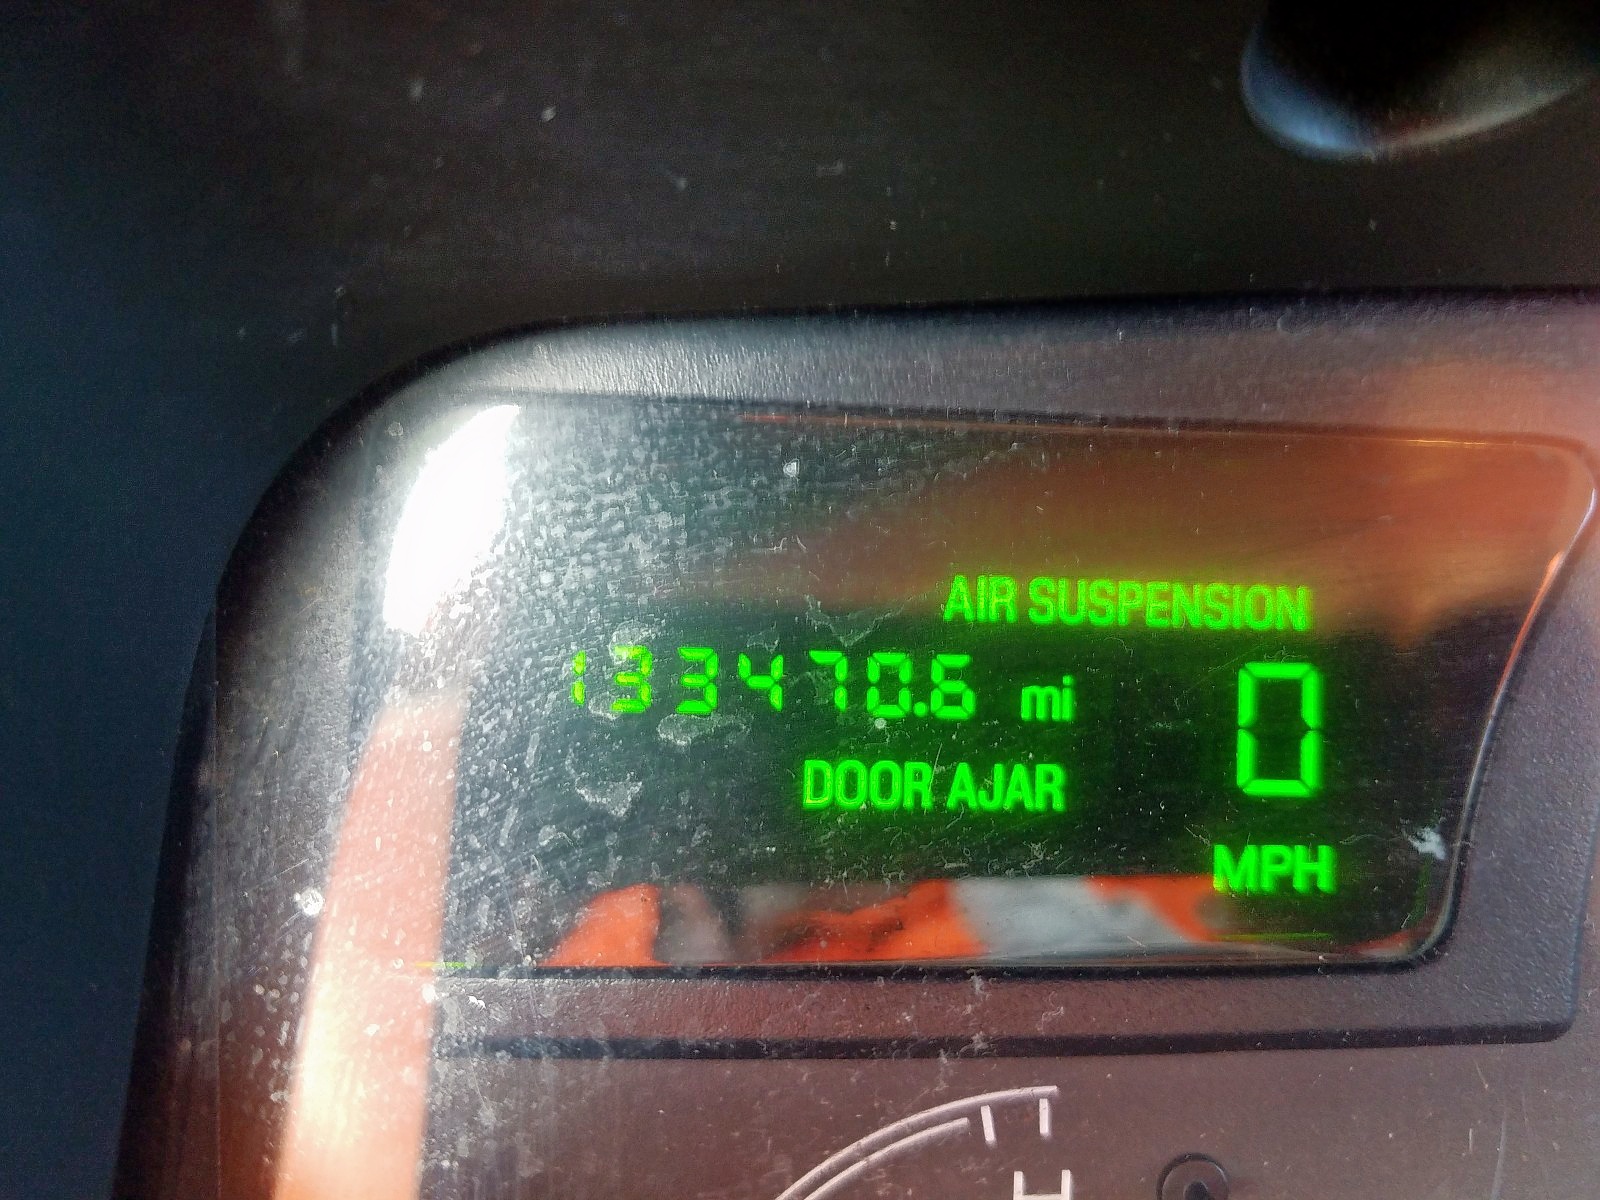 AIR SUSPENSION
133470.6 mi
0
DOOR AJAR
MPH
H